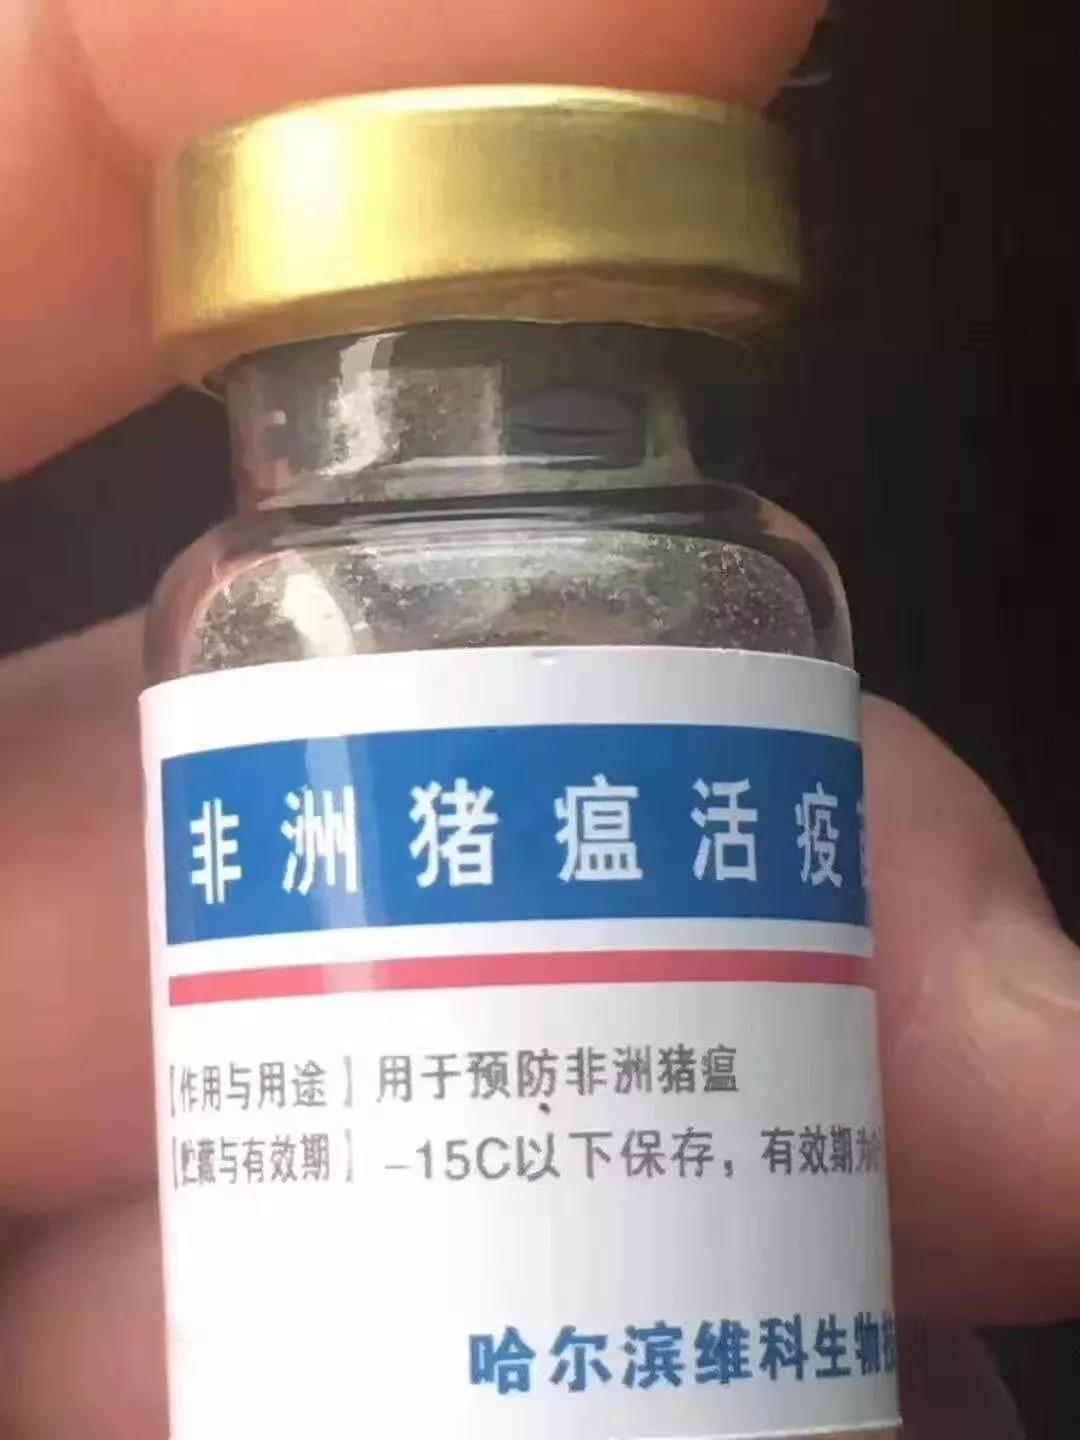 非洲猪瘟活疫
【作用与用途】用于预防非洲猪瘟
【贮藏与有效期】-15C以下保存，有效期为
哈尔滨维科生物技